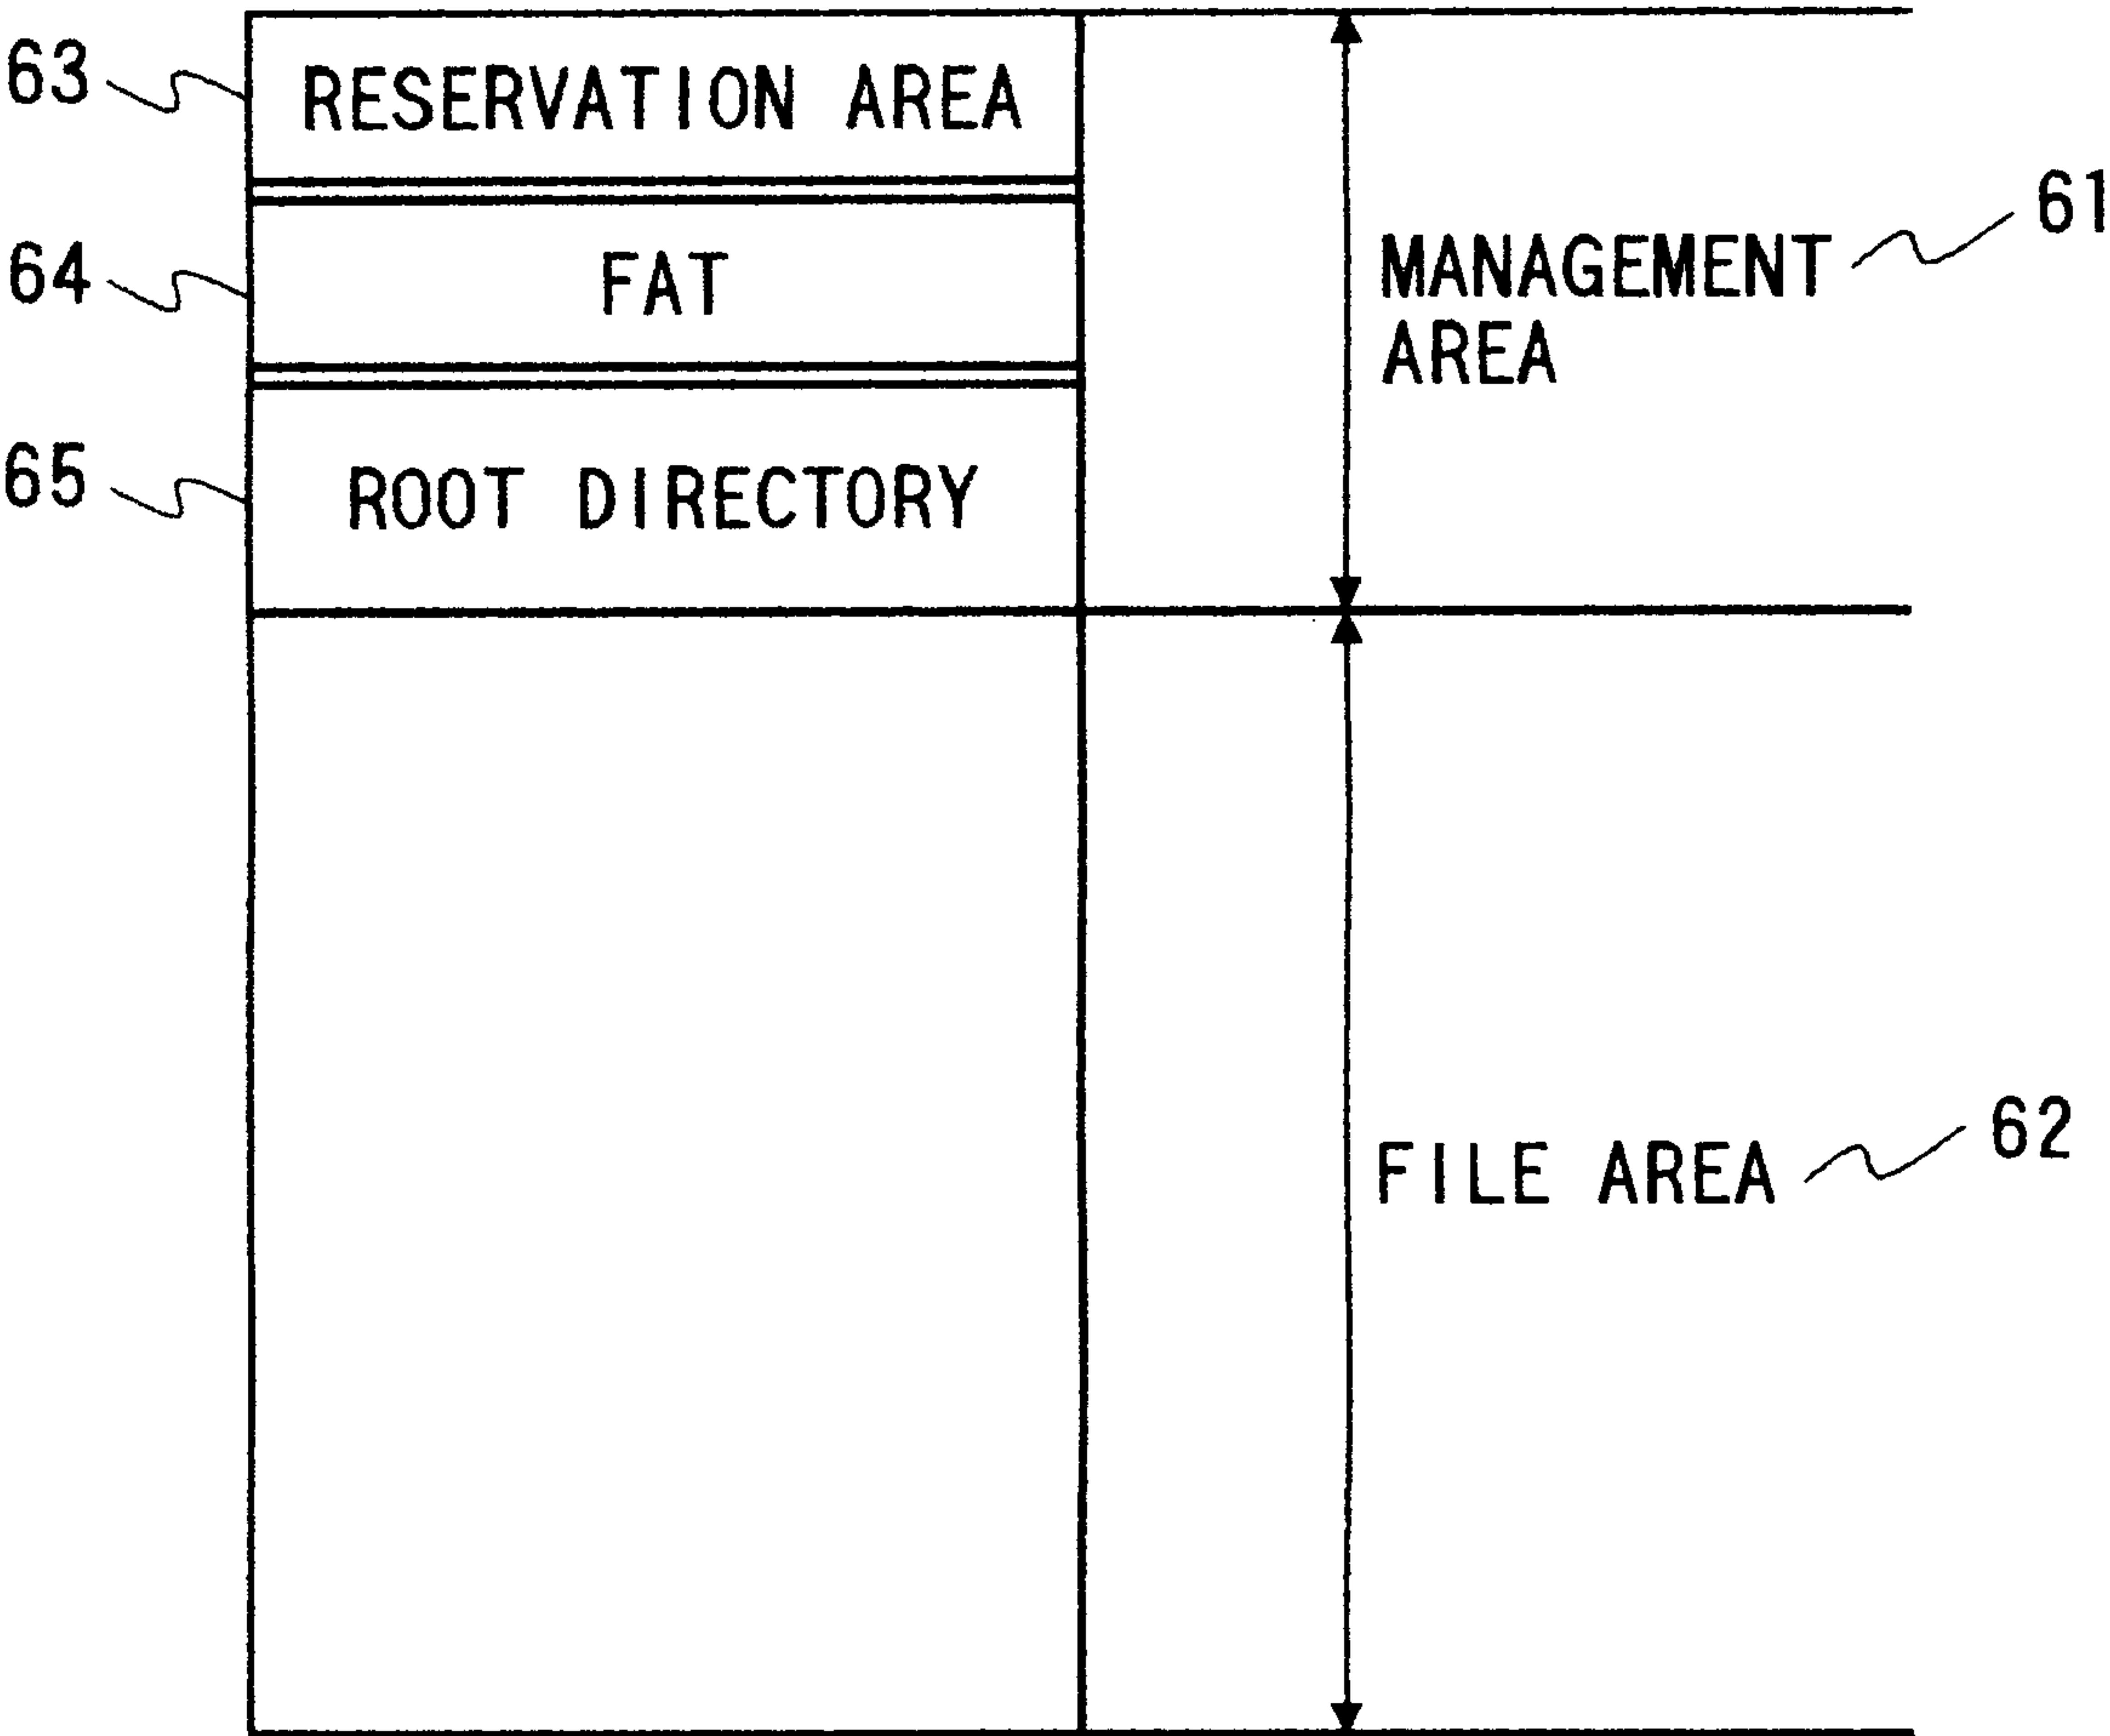 63
RESERVATION AREA
61
64
FAT
MANAGEMENT
AREA
65
ROOT DIRECTORY
62
FILE AREA